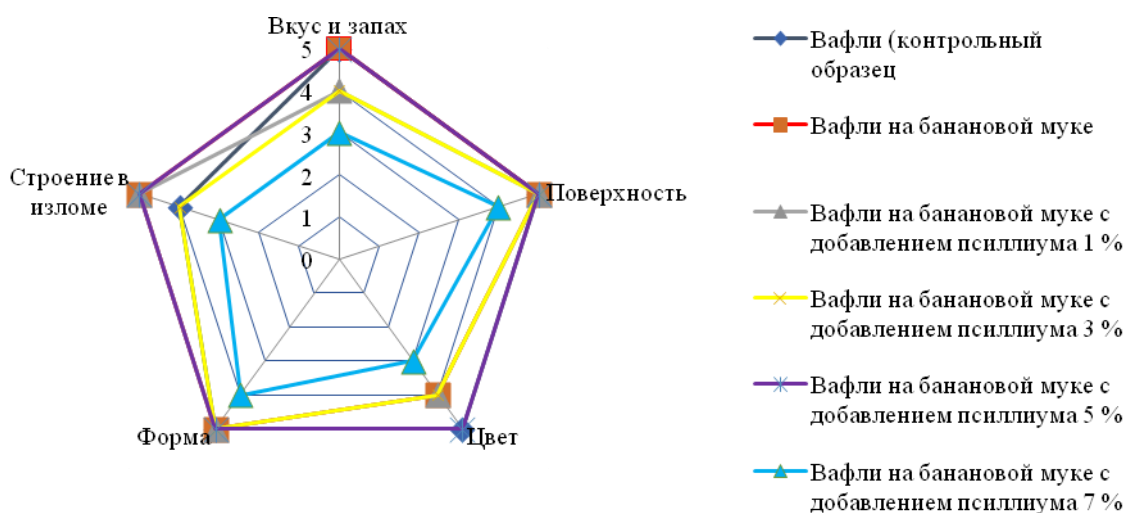 Вкус и запах
5
4
3
2
1
0
Строение в
изломе
Поверхность
Форма
Цвет
Вафли (контрольный
образец
Вафли на банановой муке
Вафли на банановой муке с
добавлением псиллиума 1 %
Вафли на банановой муке с
добавлением псиллиума 3 %
Вафли на банановой муке с
добавлением псиллиума 5 %
Вафли на банановой муке с
добавлением псиллиума 7 %